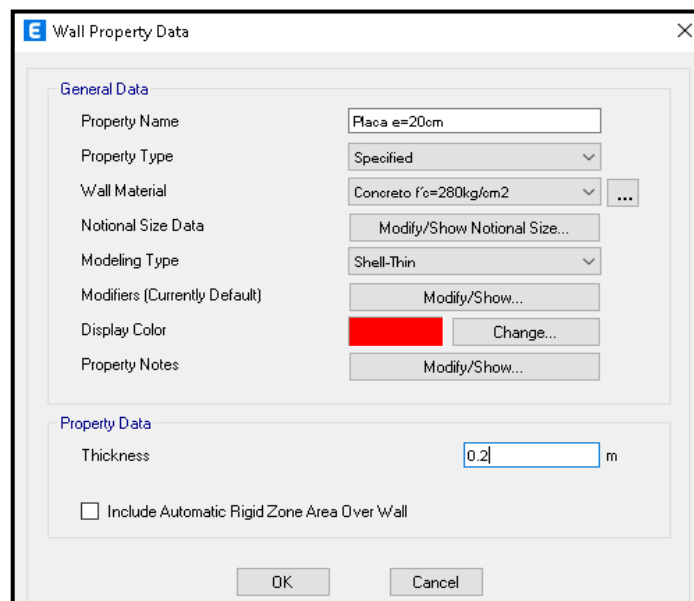 E Wall Property Data
General Data
Property Name Placa e=20cm
Property Type Specified
Wall Material Concreto f'c=280kg/cm2 ...
Notional Size Data Modify/Show Notional Size...
Modeling Type Shell-Thin
Modifiers (Currently Default) Modify/Show...
Display Color Change...
Property Notes Modify/Show...
Property Data
Thickness 0.2 m
Include Automatic Rigid Zone Area Over Wall
OK Cancel